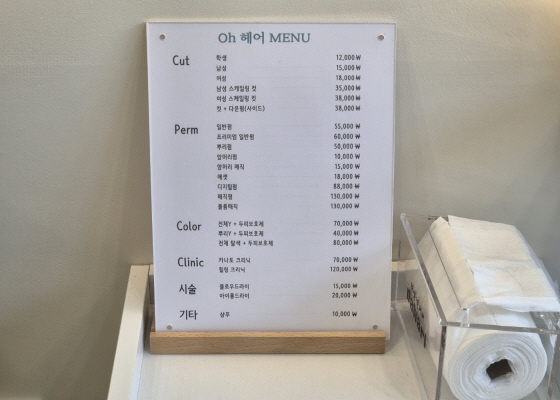 Oh 헤어 MENU
Cut 학생 12,000 ₩
남성 15,000 ₩
여성 18,000 ₩
남성 스케일링 컷 35,000 ₩
여성 스케일링 컷 38,000 ₩
컷 + 다운펌(사이드) 38,000 ₩
Perm 일반펌 55,000 ₩
프리미엄 일반펌 60,000 ₩
뿌리펌 50,000 ₩
앞머리펌 10,000 ₩
앞머리 매직 15,000 ₩
애셋 18,000 ₩
디지털펌 88,000 ₩
매직펌 130,000 ₩
볼륨매직 130,000 ₩
Color 전체Y + 두피보호제 70,000 ₩
뿌리Y + 두피보호제 40,000 ₩
전체 탈색 + 두피보호제 80,000 ₩
Clinic 카나토 크리닉 70,000 ₩
힐링 크리닉 120,000 ₩
시술 블로우드라이 15,000 ₩
아이롱드라이 20,000 ₩
기타 샴푸 10,000 ₩